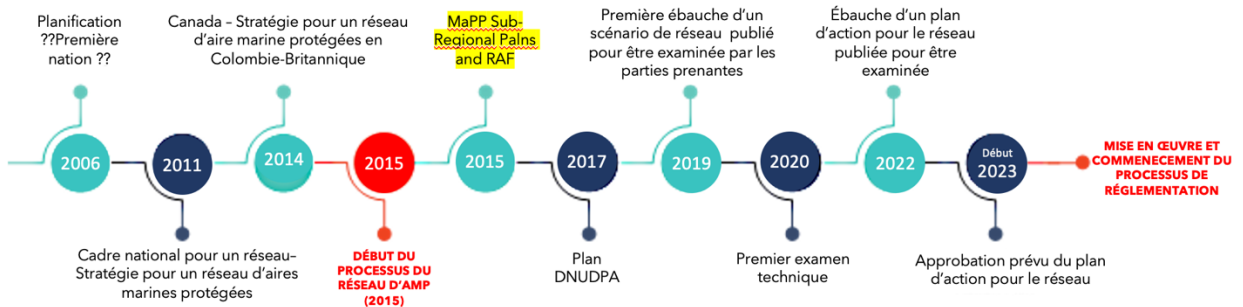 Planification
??Première
nation ??
Canada – Stratégie pour un réseau
d'aire marine protégées en
Colombie-Britannique
MaPP Sub-
Regional Palns
and RAF
Première ébauche d'un
scénario de réseau  publié
pour être examinée par les
parties prenantes
Ébauche d'un plan
d'action pour le réseau
publiée pour être
examinée
2006
2011
2014
2015
2015
2017
2019
2020
2022
Début
2023
MISE EN ŒUVRE ET
COMMENECEMENT DU
PROCESSUS DE
RÉGLEMENTATION
Cadre national pour un réseau–
Stratégie pour un réseau d'aires
marines protégées
DÉBUT DU
PROCESSUS DU
RÉSEAU D'AMP
(2015)
Plan
DNUDPA
Premier examen
technique
Approbation prévu du plan
d'action pour le réseau